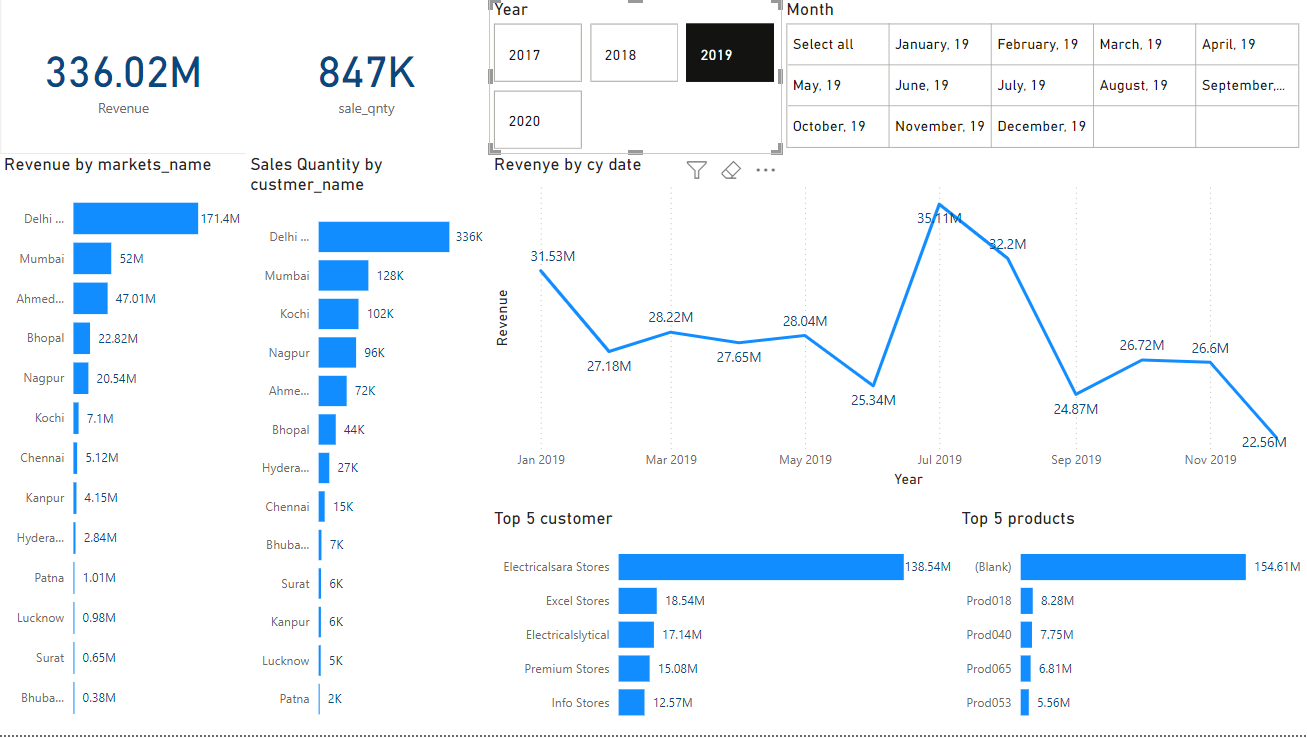 336.02M
Revenue
847K
sale_qnty
Year
2017
2018
2019
2020
Month
Select all
January, 19
February, 19
March, 19
April, 19
May, 19
June, 19
July, 19
August, 19
September,...
October, 19
November, 19
December, 19
Revenue by markets_name
Delhi ...
171.4M
Mumbai
52M
Ahmed...
47.01M
Bhopal
22.82M
Nagpur
20.54M
Kochi
7.1M
Chennai
5.12M
Kanpur
4.15M
Hydera...
2.84M
Patna
1.01M
Lucknow
0.98M
Surat
0.65M
Bhuba...
0.38M
Sales Quantity by
custmer_name
Delhi ...
336K
Mumbai
128K
Kochi
102K
Nagpur
96K
Ahme...
72K
Bhopal
44K
Hydera...
27K
Chennai
15K
Bhuba...
7K
Surat
6K
Kanpur
6K
Lucknow
5K
Patna
2K
Revenye by cy date
Revenue
31.53M
27.18M
28.22M
27.65M
28.04M
25.34M
35.11M
32.2M
24.87M
26.72M
26.6M
22.56M
Jan 2019
Mar 2019
May 2019
Jul 2019
Sep 2019
Nov 2019
Year
Top 5 customer
Electricalsara Stores
138.54M
Excel Stores
18.54M
Electricalslytical
17.14M
Premium Stores
15.08M
Info Stores
12.57M
Top 5 products
(Blank)
154.61M
Prod018
8.28M
Prod040
7.75M
Prod065
6.81M
Prod053
5.56M